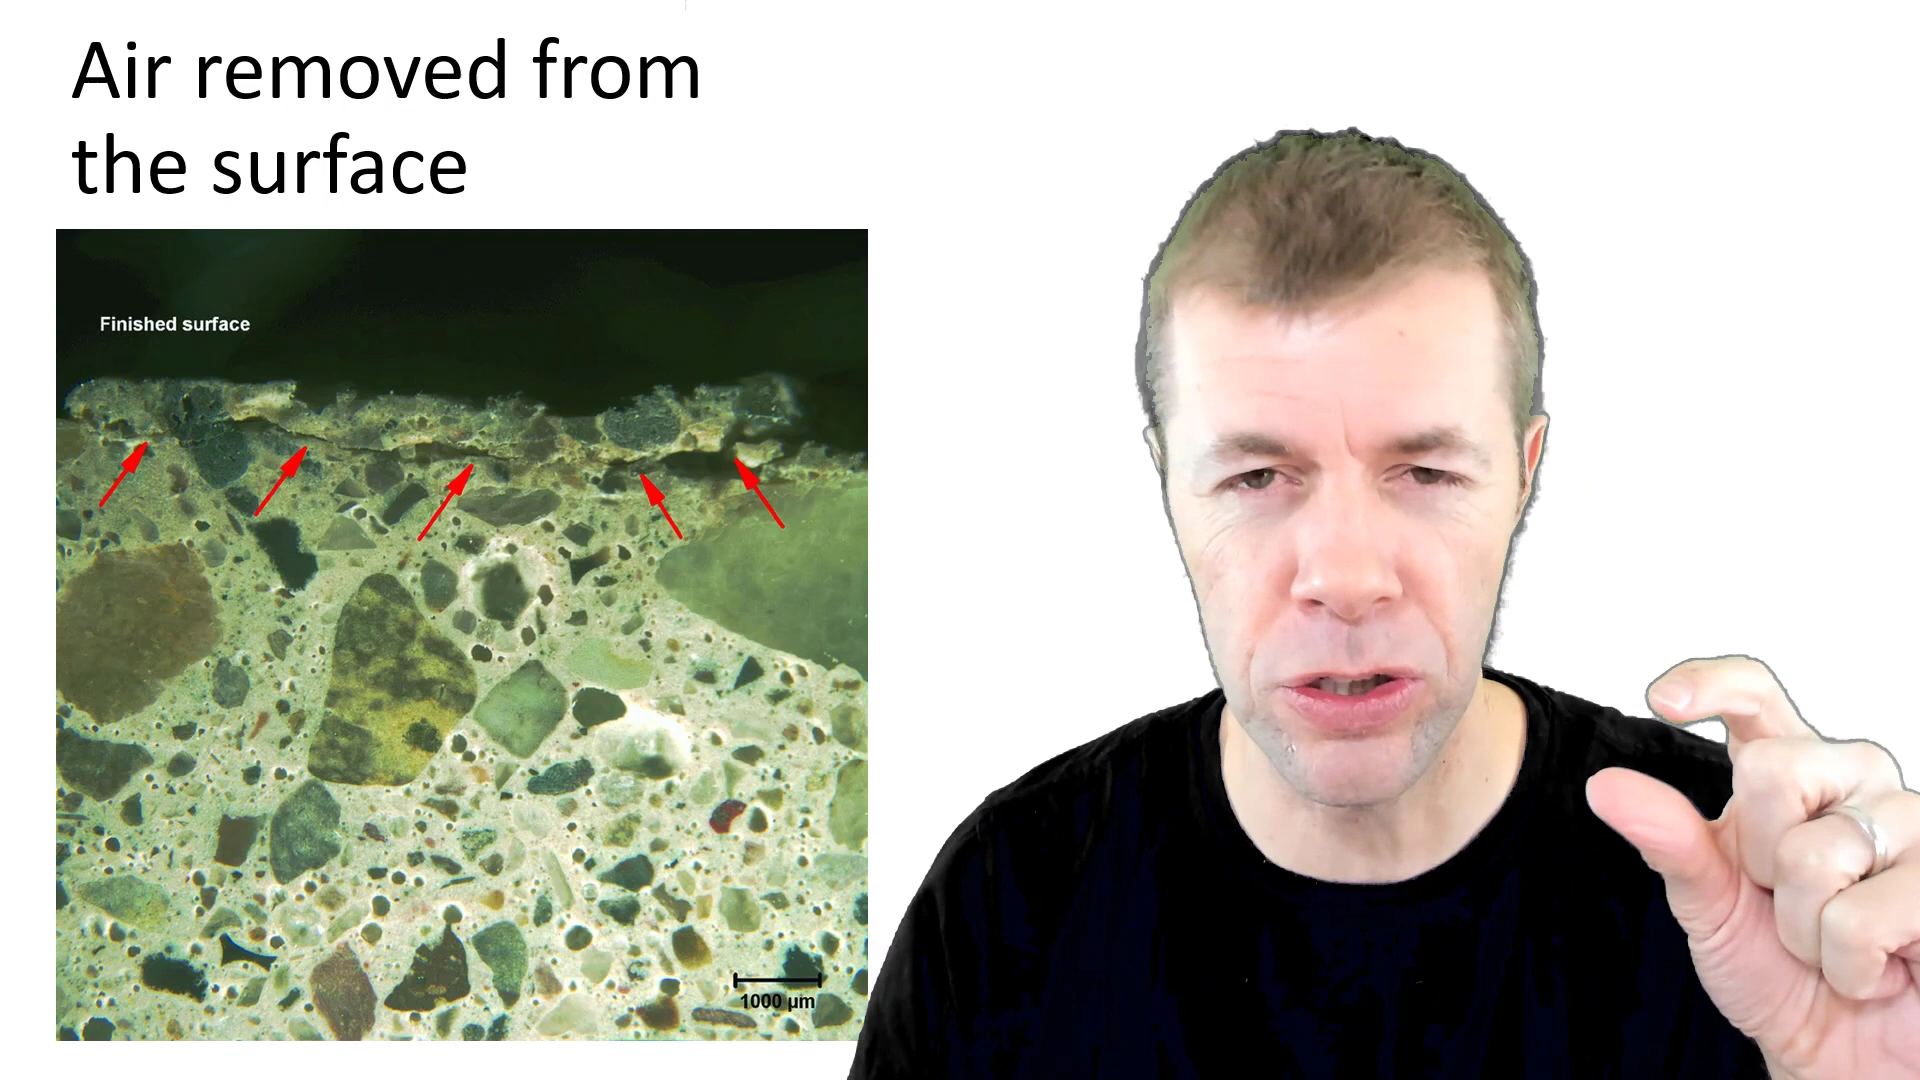 Air removed from
the surface
Finished surface
1000 µm